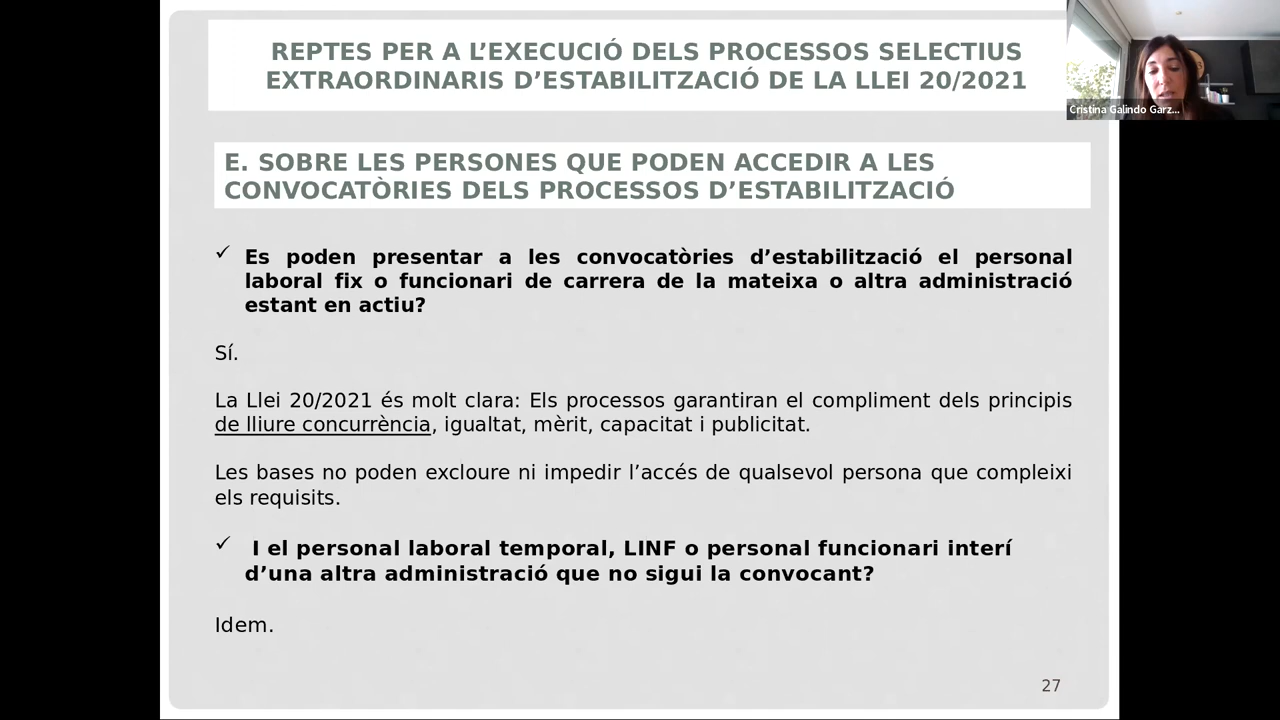 REPTES PER A L’EXECUCIÓ DELS PROCESSOS SELECTIUS
EXTRAORDINARIS D’ESTABILITZACIÓ DE LA LLEI 20/2021
Cristina Galindo Garz...
E. SOBRE LES PERSONES QUE PODEN ACCEDIR A LES
CONVOCATÒRIES DELS PROCESSOS D’ESTABILITZACIÓ
✓ Es poden presentar a les convocatòries d’estabilització el personal
laboral fix o funcionari de carrera de la mateixa o altra administració
estant en actiu?
Sí.
La Llei 20/2021 és molt clara: Els processos garantiran el compliment dels principis
de lliure concurrència, igualtat, mèrit, capacitat i publicitat.
Les bases no poden excloure ni impedir l’accés de qualsevol persona que compleixi
els requisits.
✓ I el personal laboral temporal, LINF o personal funcionari interí
d’una altra administració que no sigui la convocant?
Idem.
27